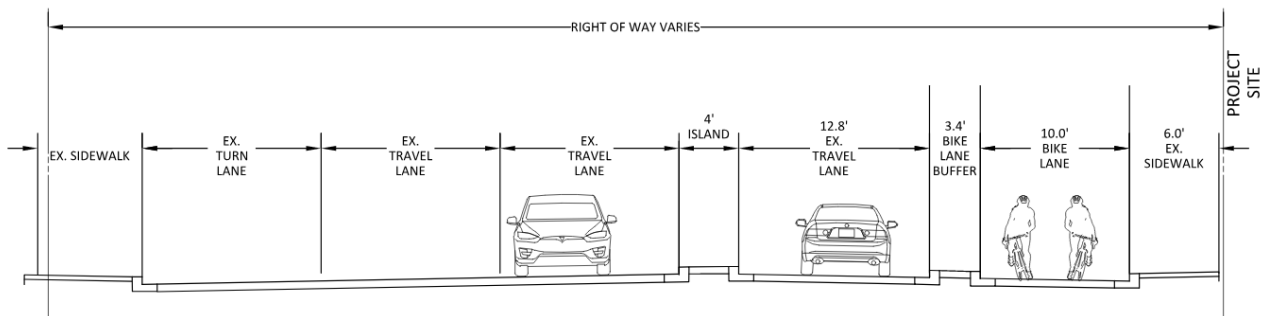 RIGHT OF WAY VARIES
PROJECT
SITE
EX. SIDEWALK
EX.
TURN
LANE
EX.
TRAVEL
LANE
EX.
TRAVEL
LANE
4'
ISLAND
12.8'
EX.
TRAVEL
LANE
3.4'
BIKE
LANE
BUFFER
10.0'
BIKE
LANE
6.0'
EX.
SIDEWALK